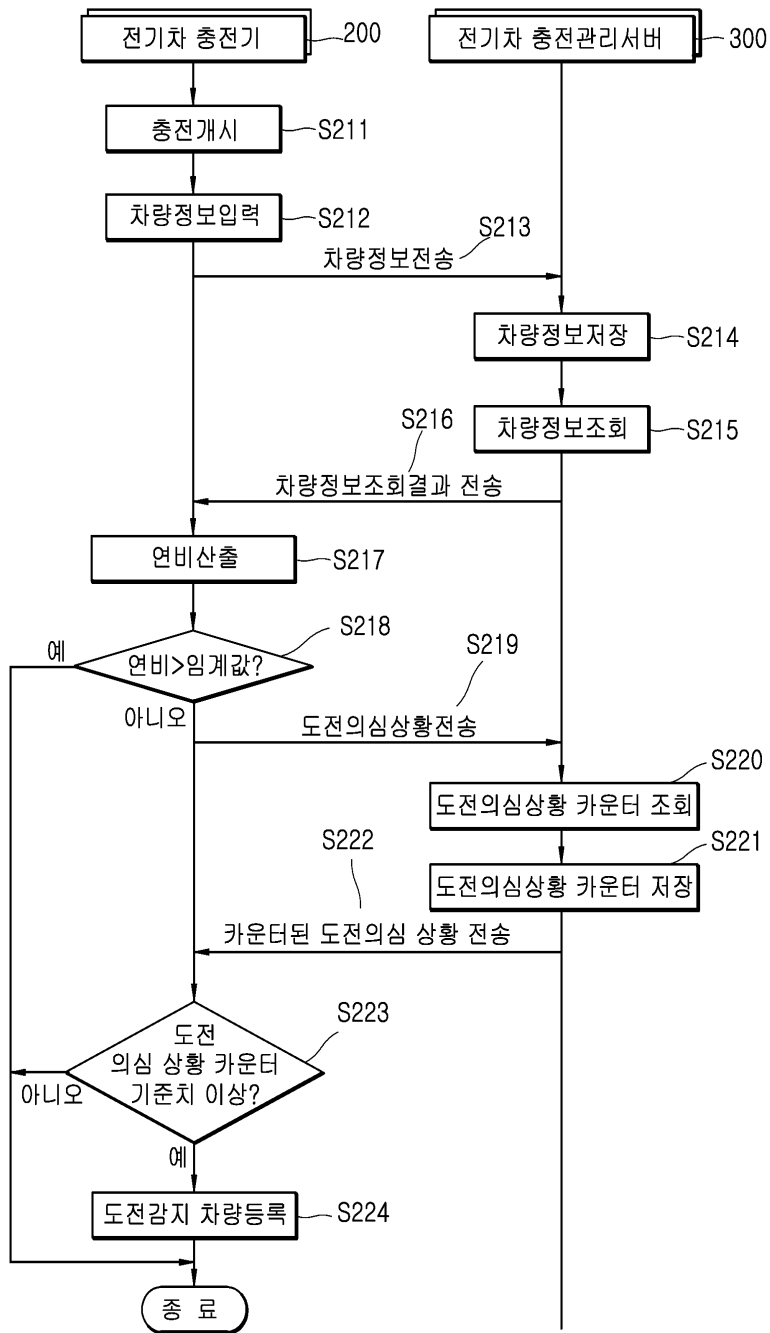 전기차 충전기
200
전기차 충전관리서버
300
충전개시
S211
차량정보입력
S212
S213
차량정보전송
차량정보저장
S214
S216
차량정보조회
S215
차량정보조회결과 전송
연비산출
S217
S218
예
연비>임계값?
S219
아니오
도전의심상황전송
S220
도전의심상황 카운터 조회
S221
S222
도전의심상황 카운터 저장
카운터된 도전의심 상황 전송
S223
도전
의심 상황 카운터
기준치 이상?
아니오
예
도전감지 차량등록
S224
종 료